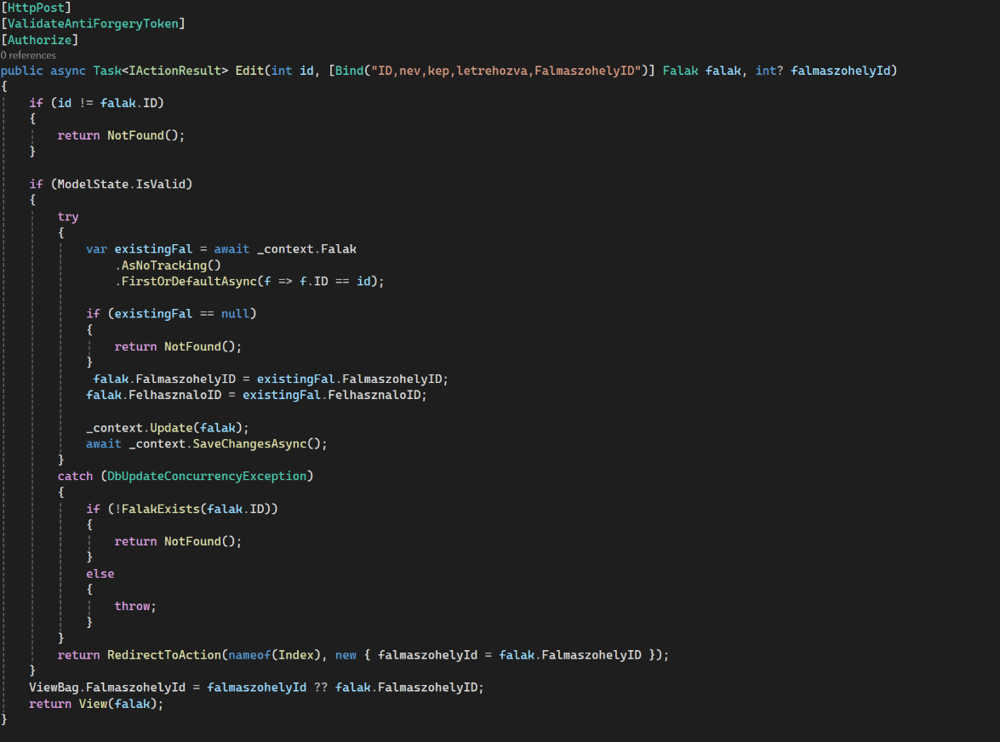 [HttpPost]
[ValidateAntiForgeryToken]
[Authorize]
0 references
public async Task<IActionResult> Edit(int id, [Bind("ID,nev,kep,letrehozva,FalmaszohelyID")] Falak falak, int? falmaszohelyId)
{
    if (id != falak.ID)
    {
        return NotFound();
    }

    if (ModelState.IsValid)
    {
        try
        {
            var existingFal = await _context.Falak
                .AsNoTracking()
                .FirstOrDefaultAsync(f => f.ID == id);

            if (existingFal == null)
            {
                return NotFound();
            }
             falak.FalmaszohelyID = existingFal.FalmaszohelyID;
            falak.FelhasznaloID = existingFal.FelhasznaloID;

            _context.Update(falak);
            await _context.SaveChangesAsync();
        }
        catch (DbUpdateConcurrencyException)
        {
            if (!FalakExists(falak.ID))
            {
                return NotFound();
            }
            else
            {
                throw;
            }
        }
        return RedirectToAction(nameof(Index), new { falmaszohelyId = falak.FalmaszohelyID });
    }
    ViewBag.FalmaszohelyId = falmaszohelyId ?? falak.FalmaszohelyID;
    return View(falak);
}